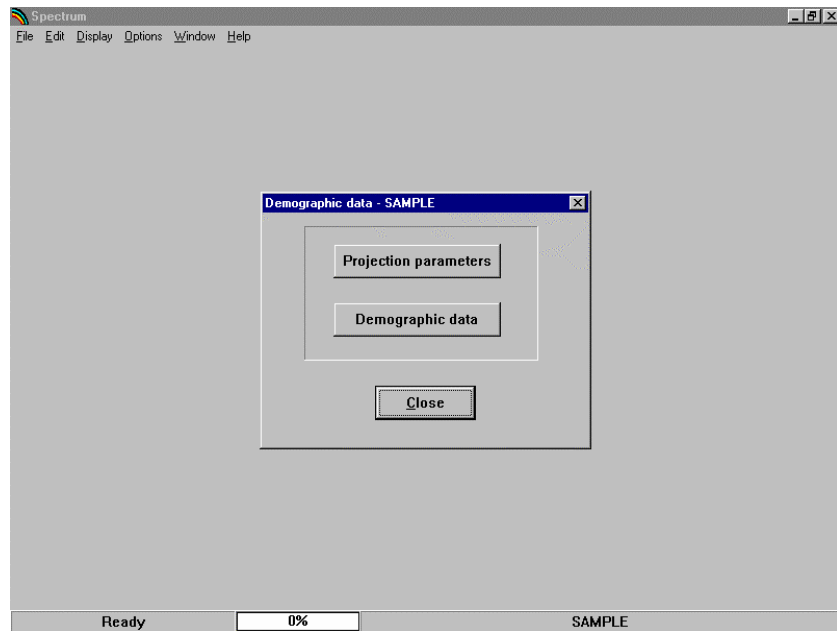 Spectrum
File Edit Display Options Window Help
Demographic data - SAMPLE
Projection parameters
Demographic data
Close
Ready 0% SAMPLE